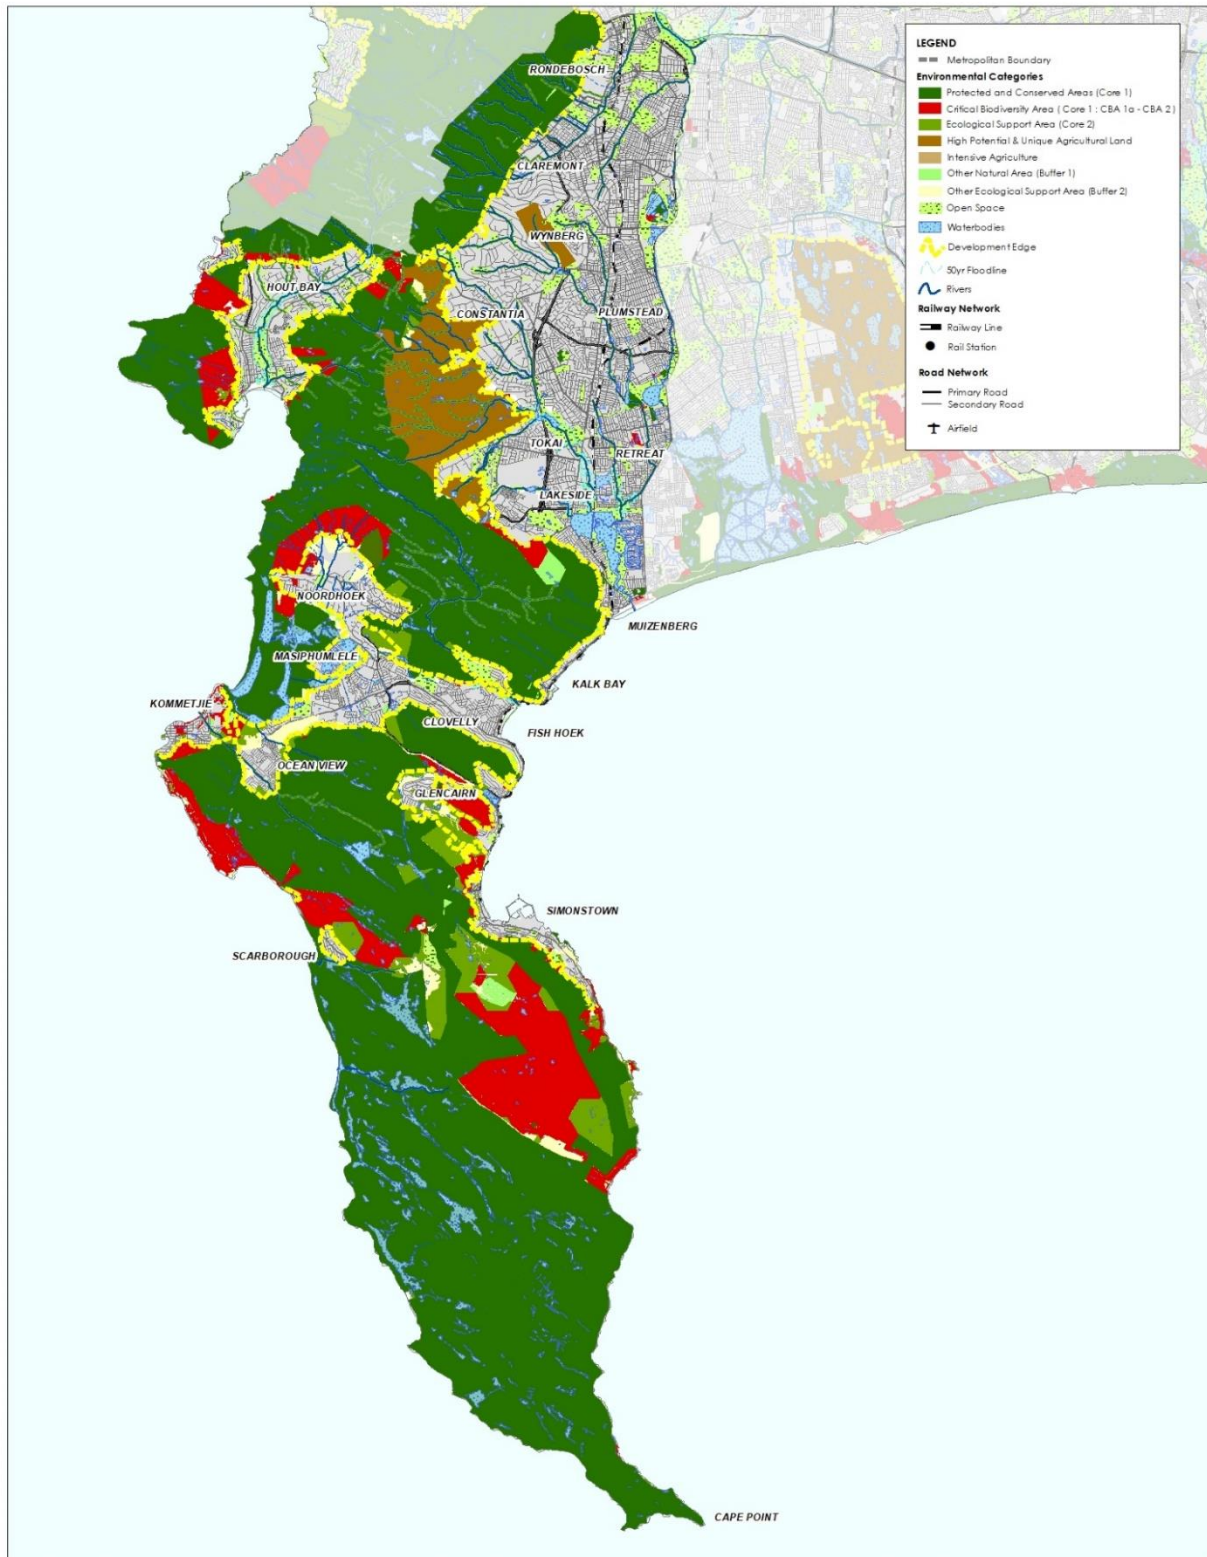 LEGEND
Metropolitan Boundary
Environmental Categories
Protected and Conserved Areas (Core 1)
Critical Biodiversity Area ( Core 1 : CBA 1a - CBA 2 )
Ecological Support Area (Core 2)
High Potential & Unique Agricultural Land
Intensive Agriculture
Other Natural Area (Buffer 1)
Other Ecological Support Area (Buffer 2)
Open Space
Waterbodies
Development Edge
50yr Floodline
Rivers
Railway Network
Railway Line
Rail Station
Road Network
Primary Road
Secondary Road
Airfield
RONDEBOSCH
CLAREMONT
WYNBERG
HOUT BAY
CONSTANTIA
PLUMSTEAD
TOKAI
RETREAT
LAKESIDE
NOORDHOEK
MUIZENBERG
MASIPHUMLELE
KALK BAY
KOMMETJIE
CLOVELLY
FISH HOEK
OCEAN VIEW
GLENCAIRN
SIMONSTOWN
SCARBOROUGH
CAPE POINT